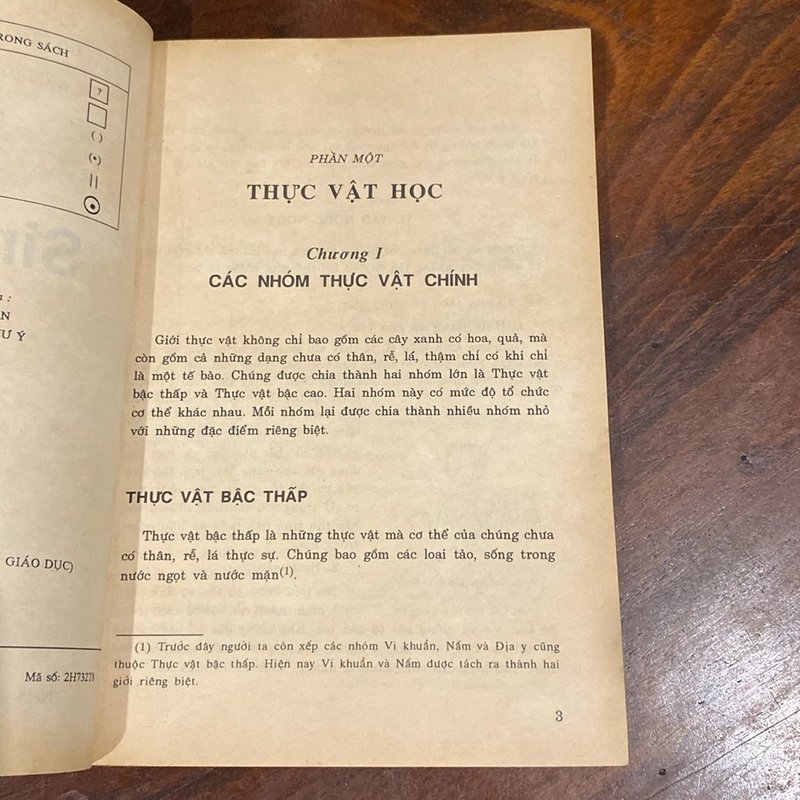 RONG SÁCH
?
( )
(•)
=
Sin
:
N
Ư Ý
GIÁO DỤC)
Mã số: 2H732T8
PHẦN MỘT
THỰC VẬT HỌC
Chương I
CÁC NHÓM THỰC VẬT CHÍNH
Giới thực vật không chỉ bao gồm các cây xanh có hoa, quả, mà
còn gồm cả những dạng chưa có thân, rễ, lá, thậm chí có khi chỉ
là một tế bào. Chúng được chia thành hai nhóm lớn là Thực vật
bậc thấp và Thực vật bậc cao. Hai nhóm này có mức độ tổ chức
cơ thể khác nhau. Mỗi nhóm lại được chia thành nhiều nhóm nhỏ
với những đặc điểm riêng biệt.
THỰC VẬT BẬC THẤP
Thực vật bậc thấp là những thực vật mà cơ thể của chúng chưa
có thân, rễ, lá thực sự. Chúng bao gồm các loại tảo, sống trong
nước ngọt và nước mặn(1).
(1) Trước đây người ta còn xếp các nhóm Vi khuẩn, Nấm và Địa y cũng
thuộc Thực vật bậc thấp. Hiện nay Vi khuẩn và Nấm được tách ra thành hai
giới riêng biệt.
3